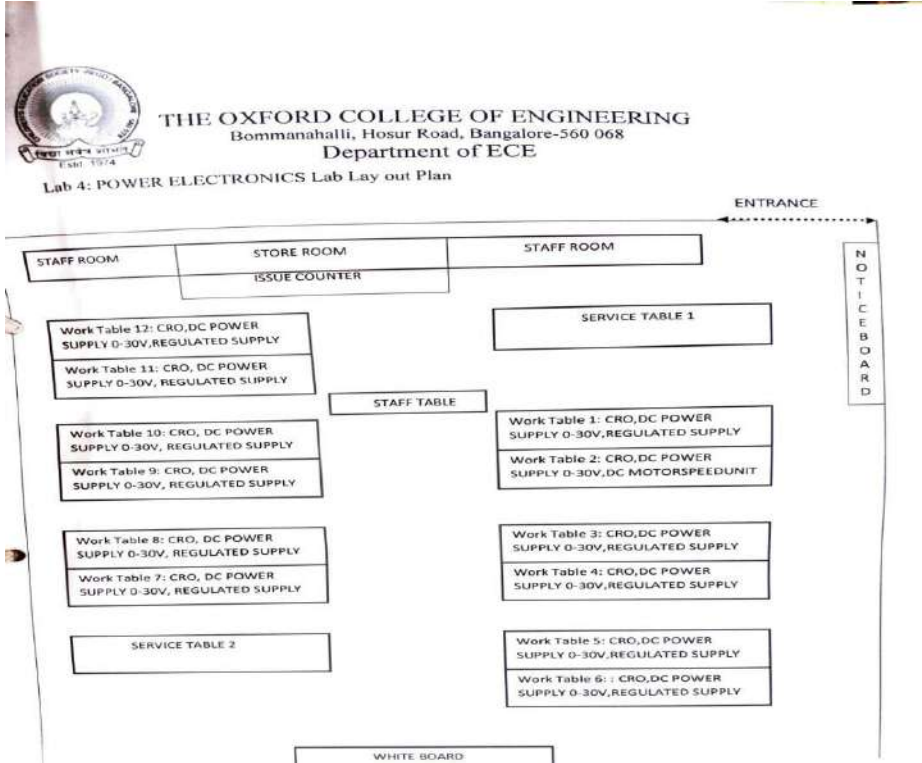 THE OXFORD COLLEGE OF ENGINEERING
Bommanahalli, Hosur Road, Bangalore-560 068
Department of ECE
Estd. 1974
Lab 4: POWER ELECTRONICS Lab Lay out Plan
ENTRANCE
STAFF ROOM
STORE ROOM
STAFF ROOM
ISSUE COUNTER
NOTICEBOARD
Work Table 12: CRO,DC POWER
SUPPLY 0-30V,REGULATED SUPPLY
Work Table 11: CRO, DC POWER
SUPPLY 0-30V, REGULATED SUPPLY
SERVICE TABLE 1
STAFF TABLE
Work Table 10: CRO, DC POWER
SUPPLY 0-30V, REGULATED SUPPLY
Work Table 9: CRO, DC POWER
SUPPLY 0-30V, REGULATED SUPPLY
Work Table 1: CRO,DC POWER
SUPPLY 0-30V,REGULATED SUPPLY
Work Table 2: CRO,DC POWER
SUPPLY 0-30V,DC MOTORSPEEDUNIT
Work Table 8: CRO, DC POWER
SUPPLY 0-30V, REGULATED SUPPLY
Work Table 7: CRO, DC POWER
SUPPLY 0-30V, REGULATED SUPPLY
Work Table 3: CRO,DC POWER
SUPPLY 0-30V,REGULATED SUPPLY
Work Table 4: CRO,DC POWER
SUPPLY 0-30V,REGULATED SUPPLY
SERVICE TABLE 2
Work Table 5: CRO,DC POWER
SUPPLY 0-30V,REGULATED SUPPLY
Work Table 6: : CRO,DC POWER
SUPPLY 0-30V,REGULATED SUPPLY
WHITE BOARD